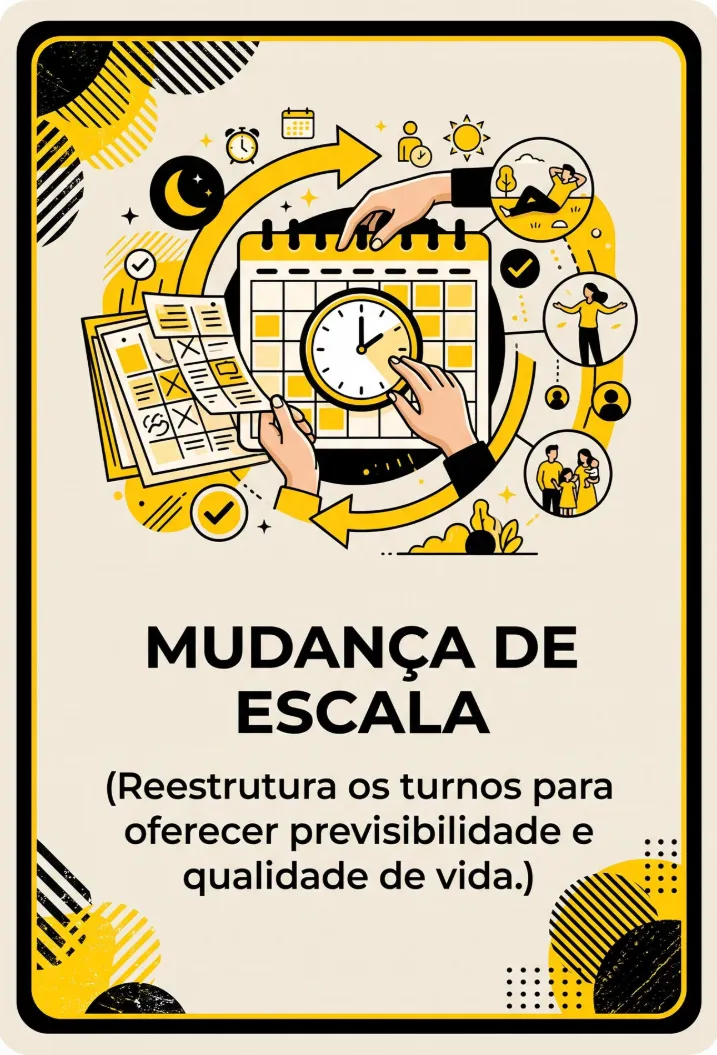 MUDANÇA DE
ESCALA
(Reestrutura os turnos para
oferecer previsibilidade e
qualidade de vida.)